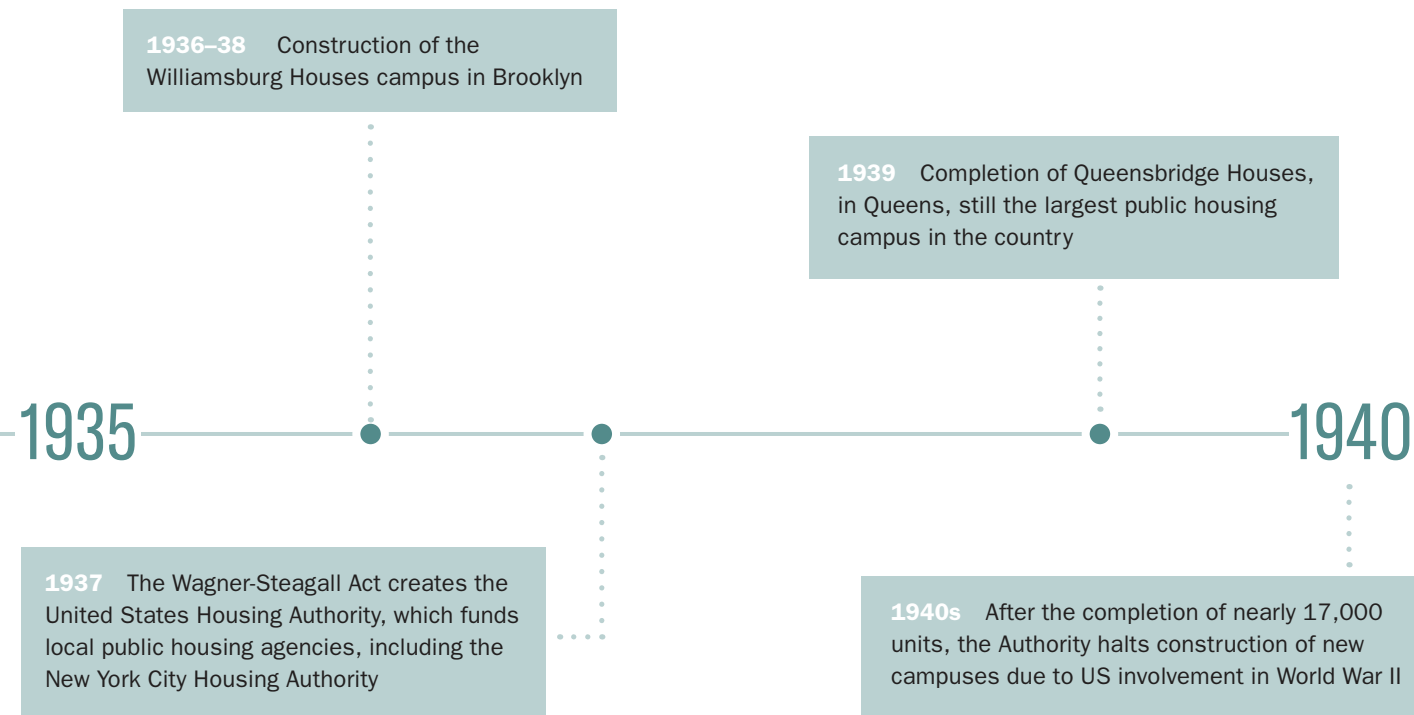 1936–38 Construction of the
Williamsburg Houses campus in Brooklyn
1939 Completion of Queensbridge Houses,
in Queens, still the largest public housing
campus in the country
1935
1940
1937 The Wagner-Steagall Act creates the
United States Housing Authority, which funds
local public housing agencies, including the
New York City Housing Authority
1940s After the completion of nearly 17,000
units, the Authority halts construction of new
campuses due to US involvement in World War II